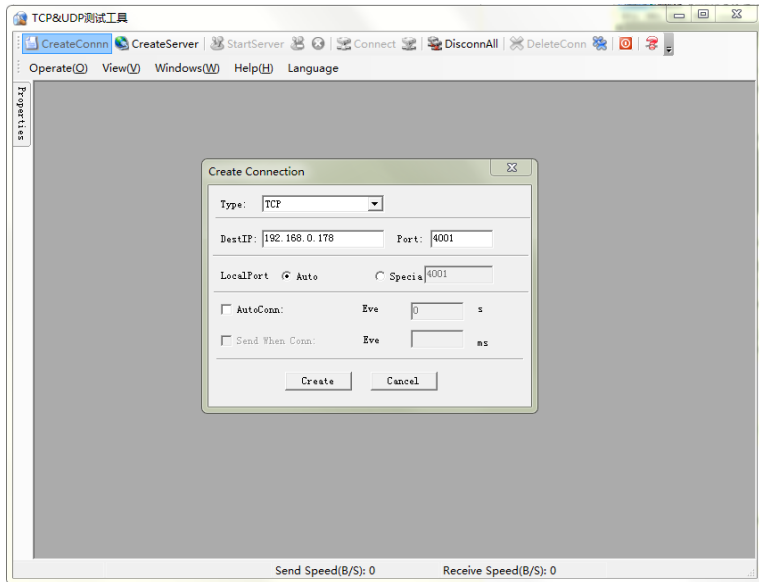 TCP&UDP测试工具
CreateConnn CreateServer StartServer Connect DisconnAll DeleteConn
Operate(O) View(V) Windows(W) Help(H) Language
Properties
Create Connection
Type: TCP
DestIP: 192.168.0.178 Port: 4001
LocalPort Auto Specia 4001
AutoConn: Eve 0 s
Send When Conn: Eve ms
Create Cancel
Send Speed(B/S): 0 Receive Speed(B/S): 0